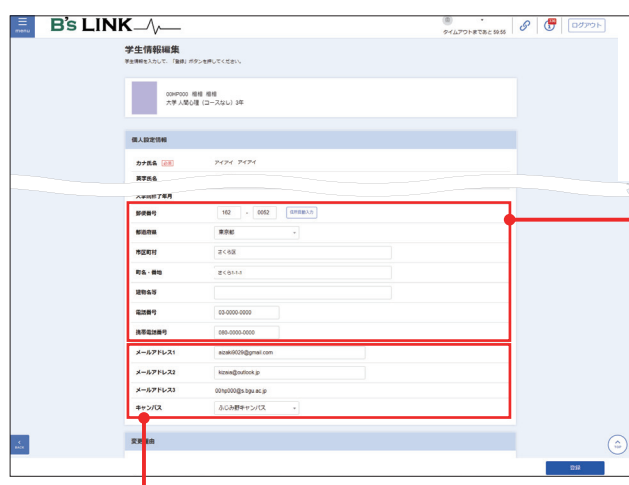 menu
B's LINK
タイムアウトまであと 59:56
ログアウト
学生情報編集
学生情報を入力して、「登録」ボタンを押してください。
00HP000 楷楷 楷楷
大学 人間心理 (コースなし) 3年
個人設定情報
カナ氏名 必須 アイアイ アイアイ
英字氏名
郵便番号 162 - 0052 住所自動入力
都道府県 東京都
市区町村 さくら区
町名・番地 さくら1-1-1
建物名等
電話番号 03-0000-0000
携帯電話番号 080-0000-0000
メールアドレス1 aizaki9029@gmail.com
メールアドレス2 kizawa@outlook.jp
メールアドレス3 00hp000@s.bgu.ac.jp
キャンパス ふじみ野キャンパス
BACK
TOP
登録